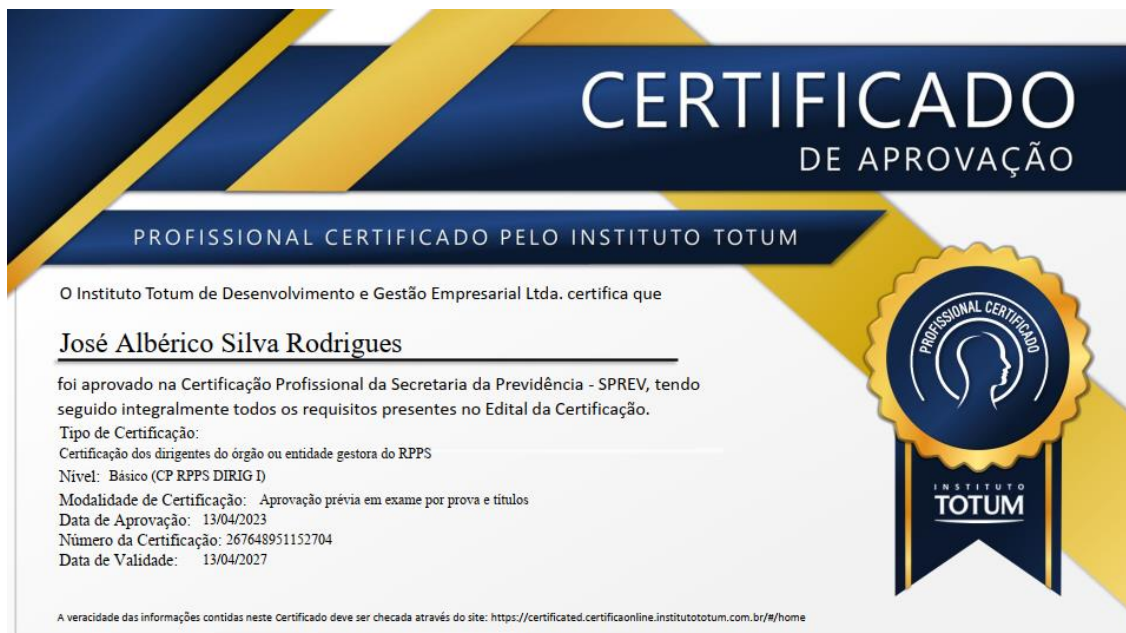 CERTIFICADO
DE APROVAÇÃO
PROFISSIONAL CERTIFICADO PELO INSTITUTO TOTUM
O Instituto Totum de Desenvolvimento e Gestão Empresarial Ltda. certifica que
José Albérico Silva Rodrigues
foi aprovado na Certificação Profissional da Secretaria da Previdência - SPREV, tendo
seguido integralmente todos os requisitos presentes no Edital da Certificação.
Tipo de Certificação:
Certificação dos dirigentes do órgão ou entidade gestora do RPPS
Nível: Básico (CP RPPS DIRIG I)
Modalidade de Certificação: Aprovação prévia em exame por prova e títulos
Data de Aprovação: 13/04/2023
Número da Certificação: 267648951152704
Data de Validade: 13/04/2027
PROFISSIONAL CERTIFICADO
INSTITUTO
TOTUM
A veracidade das informações contidas neste Certificado deve ser checada através do site: https://certificated.certificaonline.institutototum.com.br/#/home